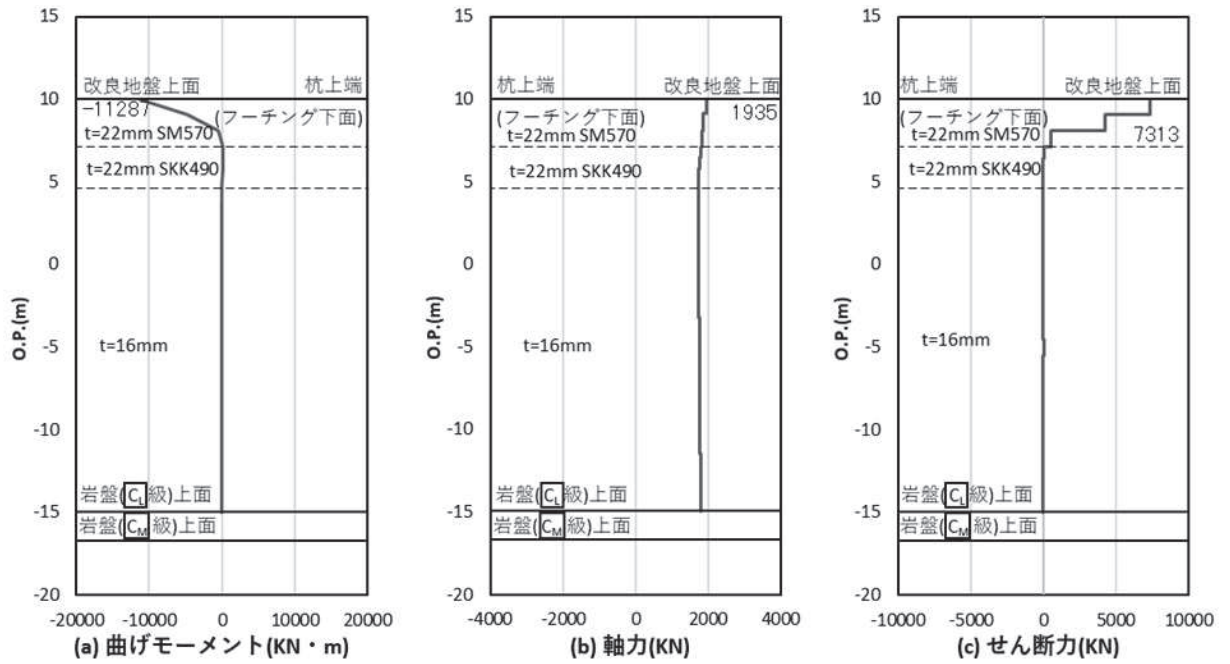 15
改良地盤上面 杭上端
10
-11287
(フーチング下面)
t=22mm SM570
t=22mm SKK490
5
0
O.P.(m)
-5
t=16mm
-10
岩盤(CL級)上面
-15
岩盤(CM級)上面
-20
-20000 -10000 0 10000 20000
(a) 曲げモーメント(KN・m)
15
杭上端 改良地盤上面
10
1935
(フーチング下面)
t=22mm SM570
t=22mm SKK490
5
0
O.P.(m)
-5
t=16mm
-10
岩盤(CL級)上面
-15
岩盤(CM級)上面
-20
-4000 -2000 0 2000 4000
(b) 軸力(KN)
15
杭上端 改良地盤上面
10
(フーチング下面)
t=22mm SM570
7313
t=22mm SKK490
5
0
O.P.(m)
-5
t=16mm
-10
岩盤(CL級)上面
-15
岩盤(CM級)上面
-20
-10000 -5000 0 5000 10000
(c) せん断力(KN)